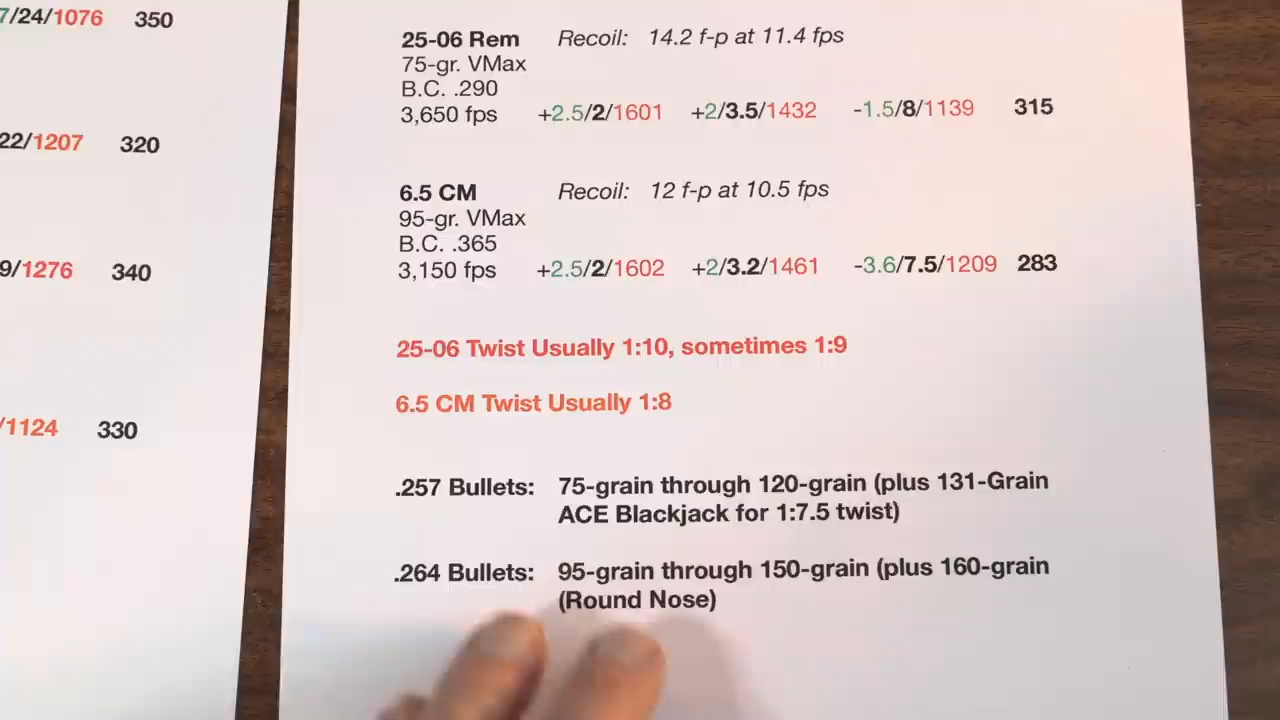 7/24/1076 350
22/1207 320
9/1276 340
/1124 330
25-06 Rem Recoil: 14.2 f-p at 11.4 fps
75-gr. VMax
B.C. .290
3,650 fps +2.5/2/1601 +2/3.5/1432 -1.5/8/1139 315
6.5 CM Recoil: 12 f-p at 10.5 fps
95-gr. VMax
B.C. .365
3,150 fps +2.5/2/1602 +2/3.2/1461 -3.6/7.5/1209 283
25-06 Twist Usually 1:10, sometimes 1:9
6.5 CM Twist Usually 1:8
.257 Bullets: 75-grain through 120-grain (plus 131-Grain
ACE Blackjack for 1:7.5 twist)
.264 Bullets: 95-grain through 150-grain (plus 160-grain
(Round Nose)